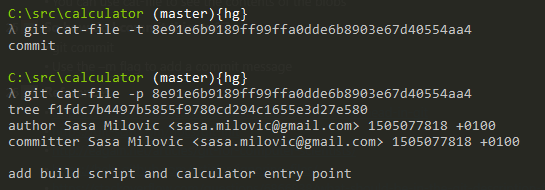 C:\src\calculator (master){hg}
λ git cat-file -t 8e91e6b9189ff99ffa0dde6b8903e67d40554aa4
commit
C:\src\calculator (master){hg}
λ git cat-file -p 8e91e6b9189ff99ffa0dde6b8903e67d40554aa4
tree f1fdc7b4497b5855f9780cd294c1655e3d27e580
author Sasa Milovic <sasa.milovic@gmail.com> 1505077818 +0100
committer Sasa Milovic <sasa.milovic@gmail.com> 1505077818 +0100
add build script and calculator entry point